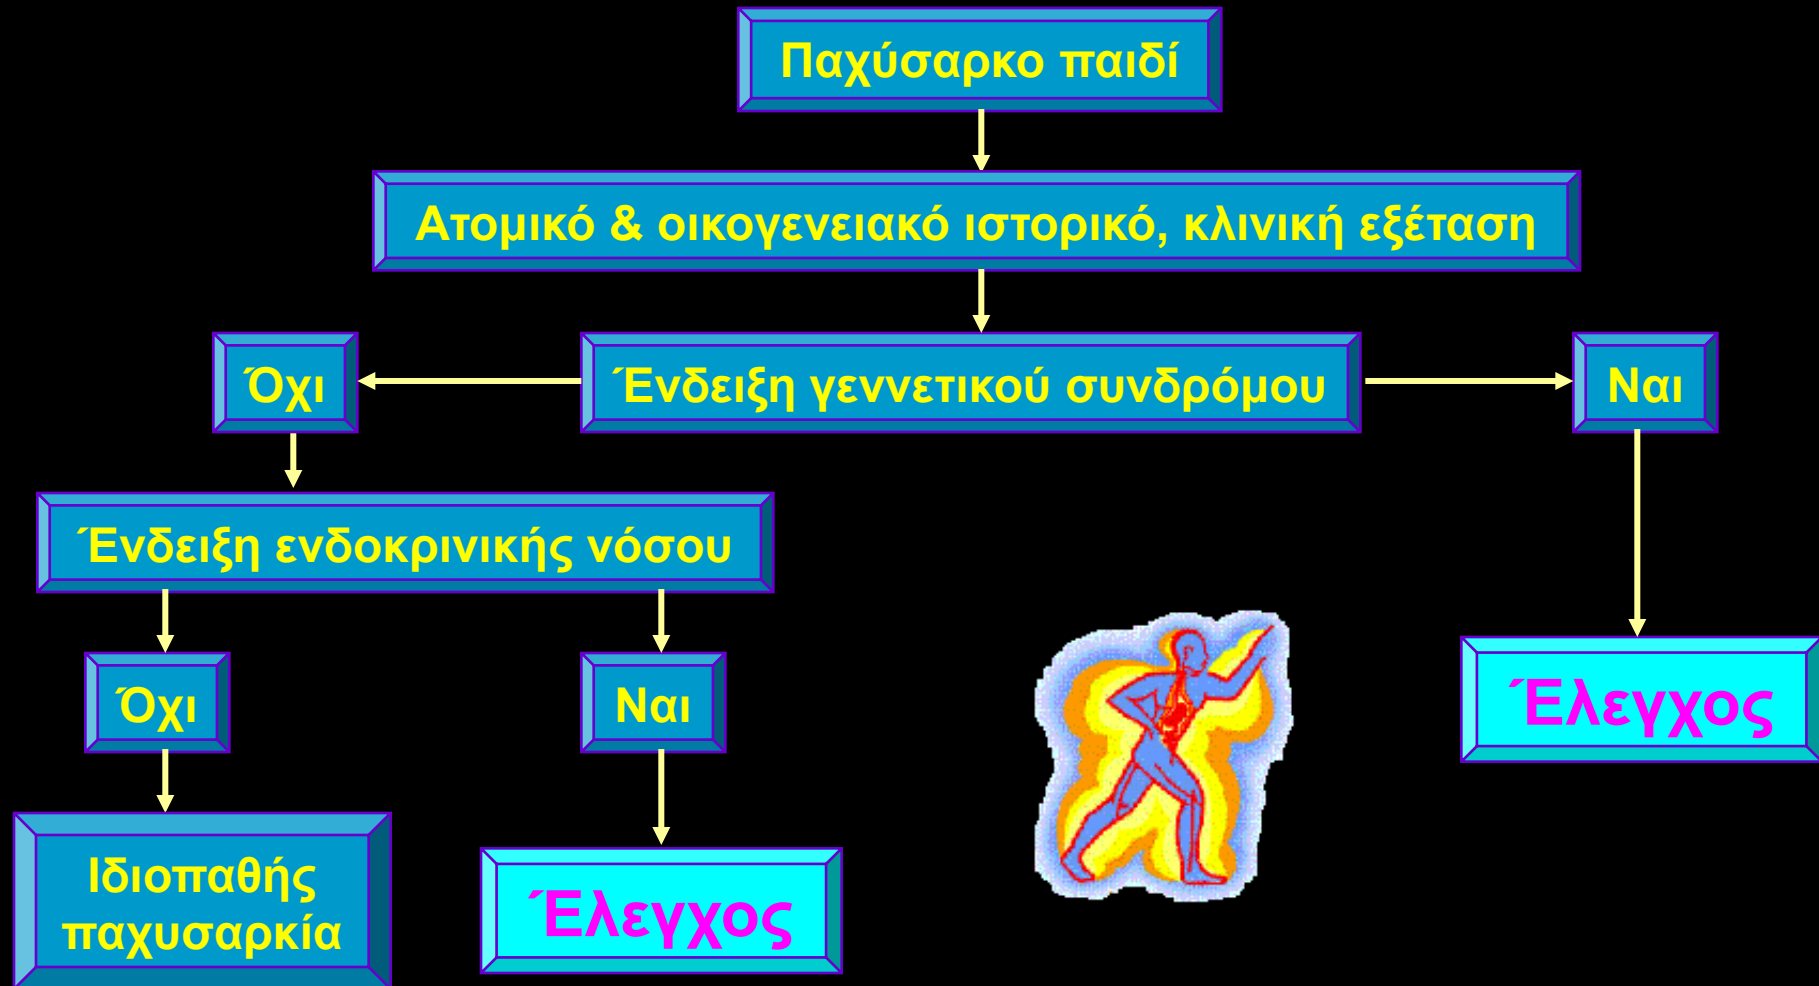 Παχύσαρκο παιδί
Ατομικό & οικογενειακό ιστορικό, κλινική εξέταση
Όχι
Ένδειξη γεννετικού συνδρόμου
Ναι
Ένδειξη ενδοκρινικής νόσου
Όχι
Ναι
Έλεγχος
Ιδιοπαθής
παχυσαρκία
Έλεγχος